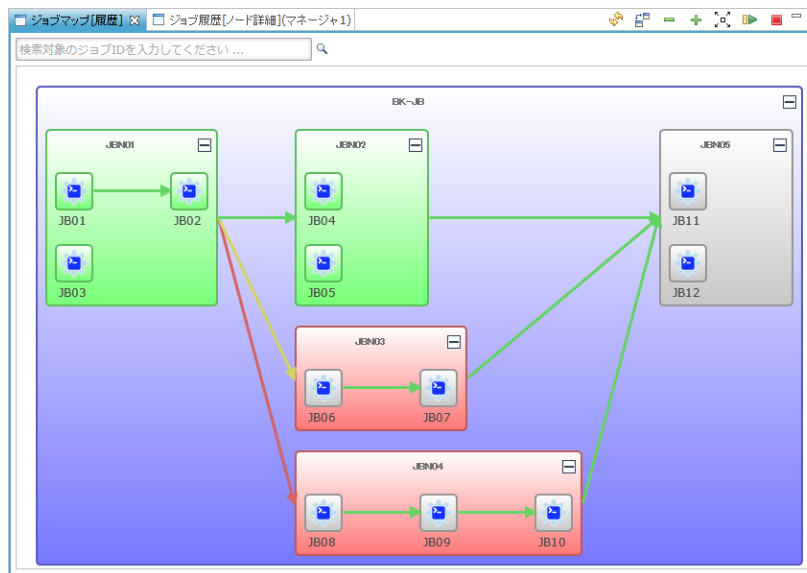 ジョブマップ[履歴]
ジョブ履歴[ノード詳細](マネージャ1)
検索対象のジョブIDを入力してください ...
BK-JB
JBN01
JBN02
JBN05
JB01
JB02
JB04
JB11
JB03
JB05
JB12
JBN03
JB06
JB07
JBN04
JB08
JB09
JB10